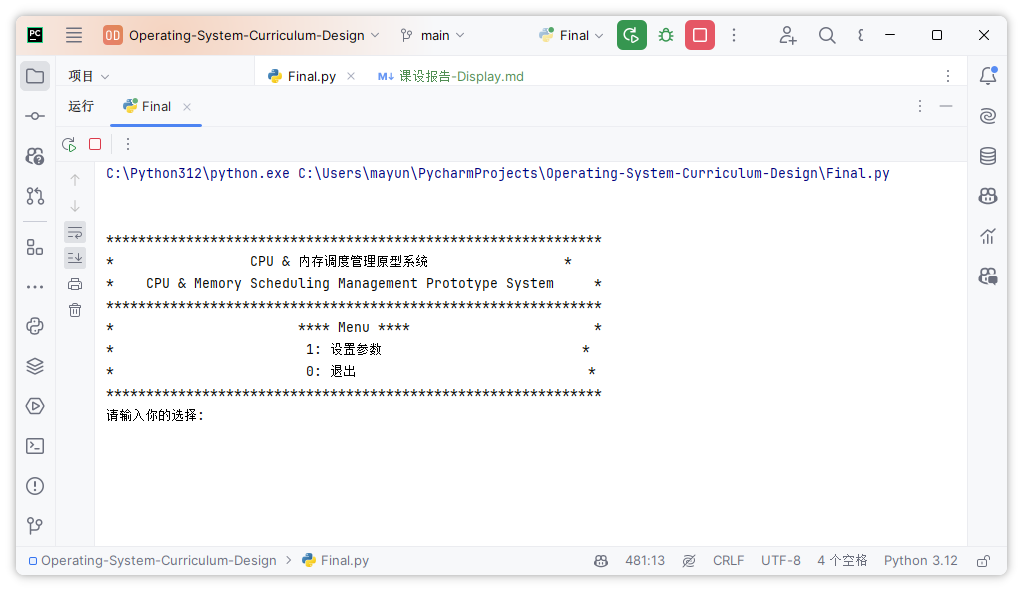 PC OD Operating-System-Curriculum-Design main Final
项目 Final.py M↓ 课设报告-Display.md
运行 Final
C:\Python312\python.exe C:\Users\mayun\PycharmProjects\Operating-System-Curriculum-Design\Final.py
**************************************************************
* CPU & 内存调度管理原型系统 *
* CPU & Memory Scheduling Management Prototype System *
**************************************************************
* **** Menu **** *
* 1: 设置参数 *
* 0: 退出 *
**************************************************************
请输入你的选择:
Operating-System-Curriculum-Design Final.py 481:13 CRLF UTF-8 4 个空格 Python 3.12